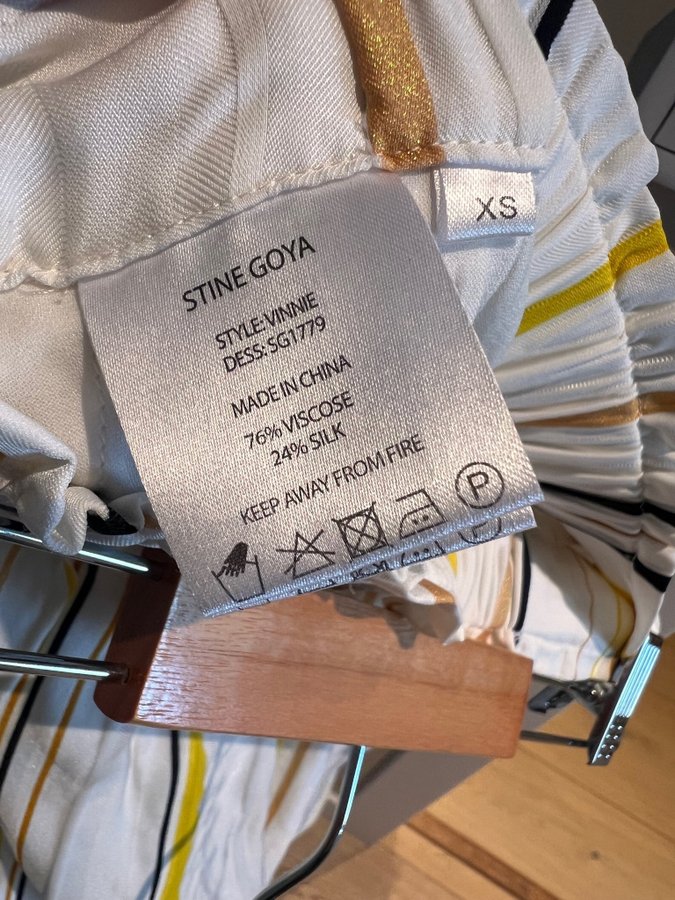 XS
STINE GOYA
STYLE:VINNIE
DESS:SG1779
MADE IN CHINA
76% VISCOSE
24% SILK
KEEP AWAY FROM FIRE
P